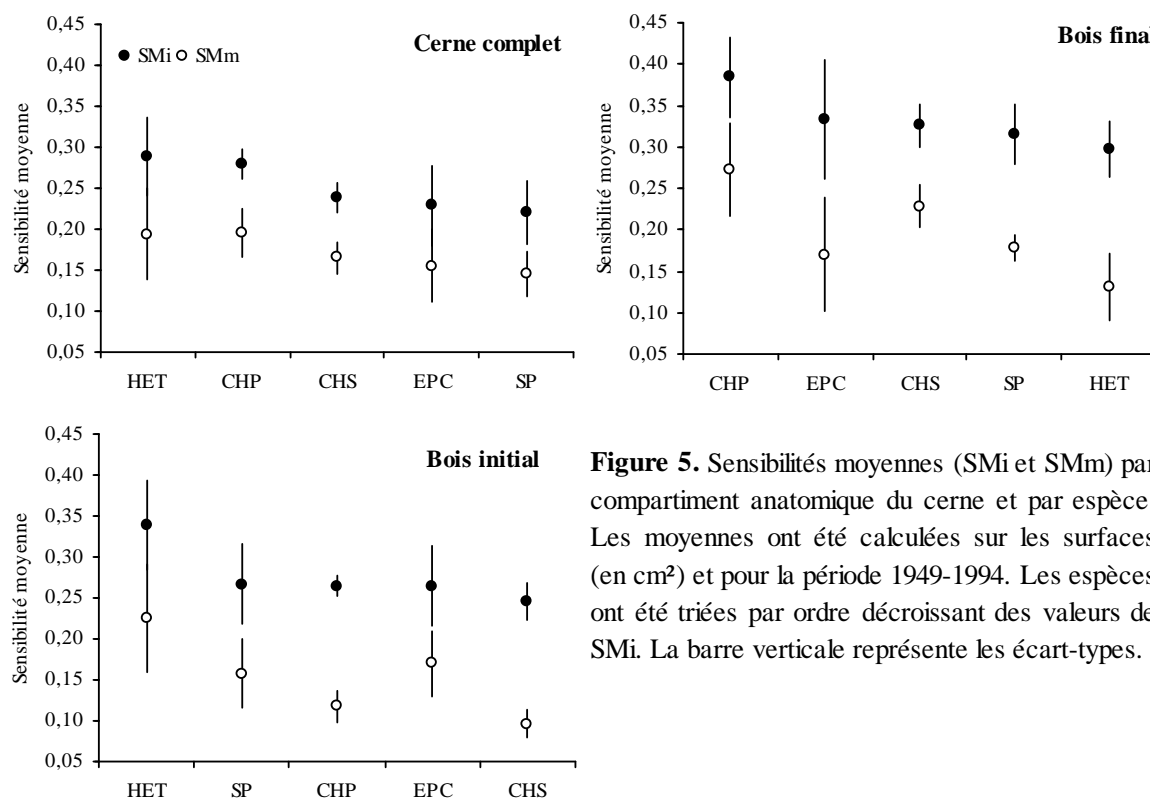 Cerne complet
SMi SMm
Sensibilité moyenne
0,45
0,40
0,35
0,30
0,25
0,20
0,15
0,10
0,05
HET CHP CHS EPC SP
Bois final
Sensibilité moyenne
0,45
0,40
0,35
0,30
0,25
0,20
0,15
0,10
0,05
CHP EPC CHS SP HET
Bois initial
Sensibilité moyenne
0,45
0,40
0,35
0,30
0,25
0,20
0,15
0,10
0,05
HET SP CHP EPC CHS
Figure 5. Sensibilités moyennes (SMi et SMm) par
compartiment anatomique du cerne et par espèce
Les moyennes ont été calculées sur les surfaces
(en cm²) et pour la période 1949-1994. Les espèces
ont été triées par ordre décroissant des valeurs de
SMi. La barre verticale représente les écart-types.